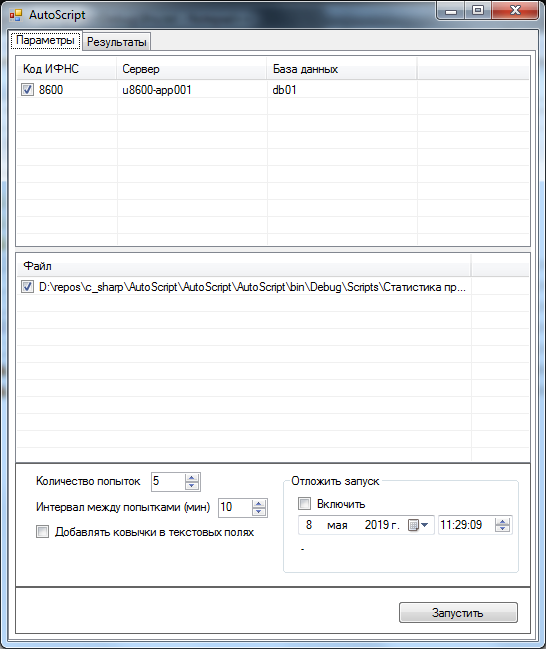 AutoScript
Параметры Результаты
Код ИФНС Сервер База данных
8600 u8600-app001 db01
Файл
D:\repos\c_sharp\AutoScript\AutoScript\AutoScript\bin\Debug\Scripts\Статистика пр...
Количество попыток 5
Интервал между попытками (мин) 10
Добавлять ковычки в текстовых полях
Отложить запуск
Включить
8 мая 2019 г. 11:29:09
-
Запустить